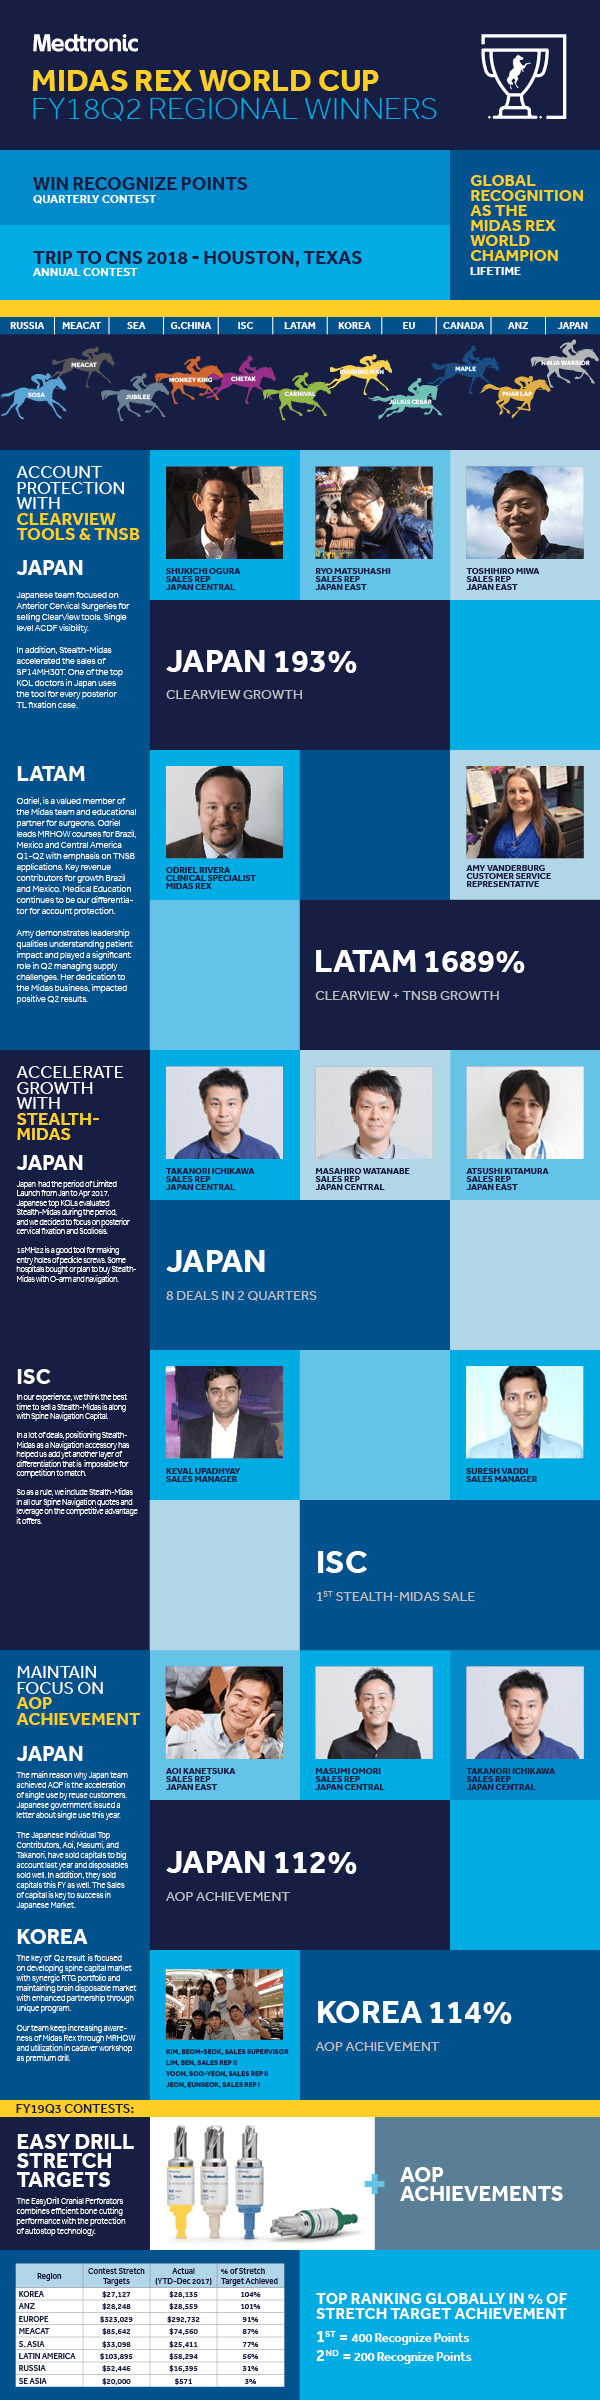 Medtronic
MIDAS REX WORLD CUP
FY18Q2 REGIONAL WINNERS
WIN RECOGNIZE POINTS
QUARTERLY CONTEST
TRIP TO CNS 2018 - HOUSTON, TEXAS
ANNUAL CONTEST
GLOBAL
RECOGNITION
AS THE
MIDAS REX
WORLD
CHAMPION
LIFETIME
RUSSIA MEACAT SEA G.CHINA ISC LATAM KOREA EU CANADA ANZ JAPAN
SOSA
MEACAT
JUBILEE
MONKEY KING
CHETAK
CARNIVAL
RUNNING MAN
JULIUS CESAR
MAPLE
PHAR LAP
NINJA WARRIOR
ACCOUNT
PROTECTION
WITH
CLEARVIEW
TOOLS & TNSB
JAPAN
Japanese team focused on
Anterior Cervical Surgeries for
selling ClearView tools. Single
level ACDF visibility.
In addition, Stealth-Midas
accelerated the sales of
SP14MH30T. One of the top
KOL doctors in Japan uses
the tool for every posterior
TL fixation case.
SHUKICHI OGURA
SALES REP
JAPAN CENTRAL
RYO MATSUHASHI
SALES REP
JAPAN EAST
TOSHIHIRO MIWA
SALES REP
JAPAN EAST
JAPAN 193%
CLEARVIEW GROWTH
LATAM
Odriel, is a valued member of
the Midas team and educational
partner for surgeons. Odriel
leads MRHOW courses for Brazil,
Mexico and Central America
Q1-Q2 with emphasis on TNSB
applications. Key revenue
contributors for growth Brazil
and Mexico. Medical Education
continues to be our differentia-
tor for account protection.
Amy demonstrates leadership
qualities understanding patient
impact and played a significant
role in Q2 managing supply
challenges. Her dedication to
the Midas business, impacted
positive Q2 results.
ODRIEL RIVERA
CLINICAL SPECIALIST
MIDAS REX
AMY VANDERBURG
CUSTOMER SERVICE
REPRESENTATIVE
LATAM 1689%
CLEARVIEW + TNSB GROWTH
ACCELERATE
GROWTH
WITH
STEALTH-
MIDAS
JAPAN
Japan had the period of Limited
Launch from Jan to Apr 2017.
Japanese top KOLs evaluated
Stealth-Midas during the period,
and we decided to focus on posterior
cervical fixation and Scoliosis.
15MH22 is a good tool for making
entry holes of pedicle screws. Some
hospitals bought or plan to buy Stealth-
Midas with O-arm and navigation.
TAKANORI ICHIKAWA
SALES REP
JAPAN CENTRAL
MASAHIRO WATANABE
SALES REP
JAPAN CENTRAL
ATSUSHI KITAMURA
SALES REP
JAPAN EAST
JAPAN
8 DEALS IN 2 QUARTERS
ISC
In our experience, we think the best
time to sell a Stealth-Midas is along
with Spine Navigation Capital.
In a lot of deals, positioning Stealth-
Midas as a Navigation accessory has
helped us add yet another layer of
differentiation that is impossible for
competition to match.
So as a rule, we include Stealth-Midas
in all our Spine Navigation quotes and
leverage on the competitive advantage
it offers.
KEVAL UPADHYAY
SALES MANAGER
SURESH VADDI
SALES MANAGER
ISC
1ST STEALTH-MIDAS SALE
MAINTAIN
FOCUS ON
AOP
ACHIEVEMENT
JAPAN
The main reason why Japan team
achieved AOP is the acceleration
of single use by reuse customers.
Japanese government issued a
letter about single use this year.
The Japanese Individual Top
Contributors, Aoi, Masumi, and
Takanori, have sold capitals to big
account last year and disposables
sold well. In addition, they sold
capitals this FY as well. The Sales
of capital is key to success in
Japanese Market.
AOI KANETSUKA
SALES REP
JAPAN EAST
MASUMI OMORI
SALES REP
JAPAN CENTRAL
TAKANORI ICHIKAWA
SALES REP
JAPAN CENTRAL
JAPAN 112%
AOP ACHIEVEMENT
KOREA
The key of Q2 result is focused
on developing spine capital market
with synergic RTG portfolio and
maintaining brain disposable market
with enhanced partnership through
unique program.
Our team keep increasing aware-
ness of Midas Rex through MRHOW
and utilization in cadaver workshop
as premium drill.
KIM, BEOM-SEOK, SALES SUPERVISOR
LIM, BEN, SALES REP II
YOON, SOO-YEON, SALES REP II
JEON, EUNSEOK, SALES REP I
KOREA 114%
AOP ACHIEVEMENT
FY19Q3 CONTESTS:
EASY DRILL
STRETCH
TARGETS
The EasyDrill Cranial Perforators
combines efficient bone cutting
performance with the protection
of autostop technology.
Medtronic Medtronic Medtronic
+
AOP
ACHIEVEMENTS
Region Contest Stretch Targets Actual (YTD-Dec 2017) % of Stretch Target Achieved
KOREA $27,127 $28,135 104%
ANZ $28,248 $28,559 101%
EUROPE $323,029 $292,732 91%
MEACAT $85,642 $74,560 87%
S. ASIA $33,098 $25,411 77%
LATIN AMERICA $103,895 $58,294 56%
RUSSIA $52,446 $16,395 31%
SE ASIA $20,000 $571 3%
TOP RANKING GLOBALLY IN % OF
STRETCH TARGET ACHIEVEMENT
1ST = 400 Recognize Points
2ND = 200 Recognize Points